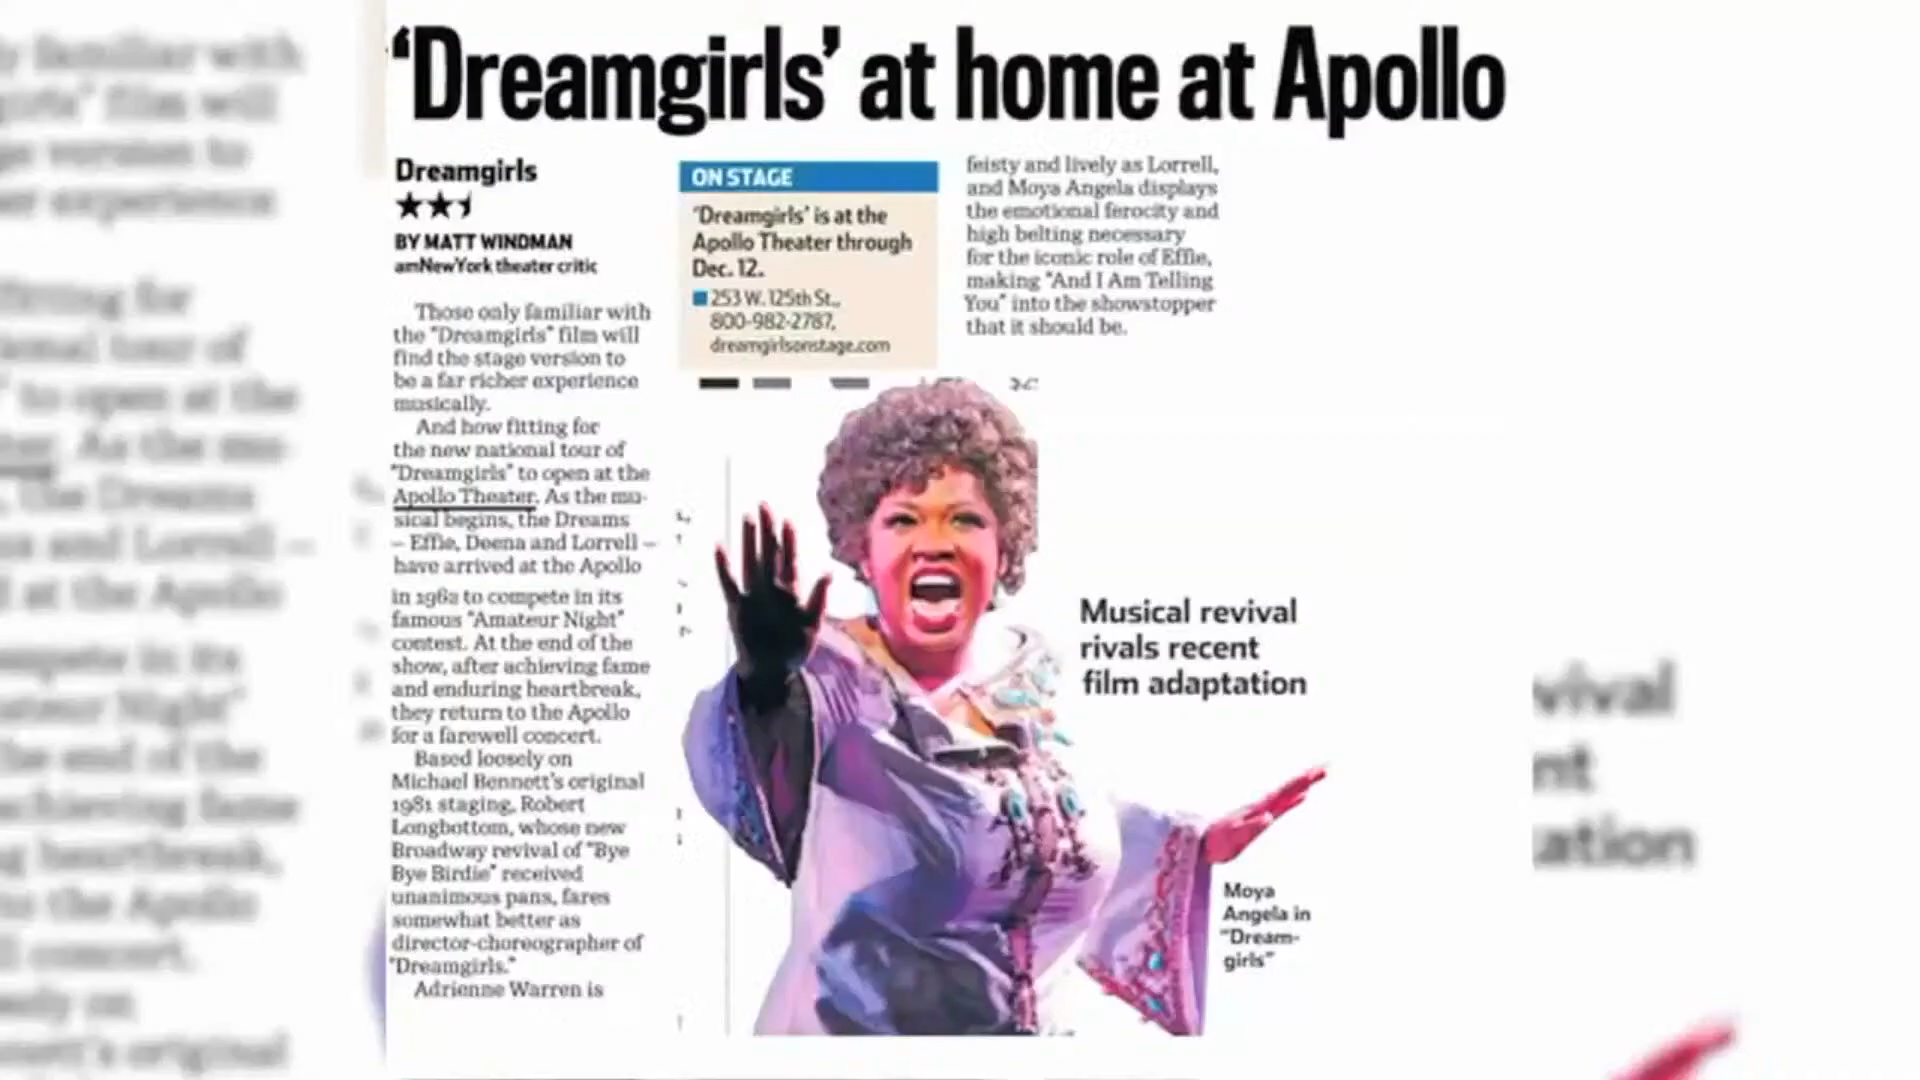 'Dreamgirls' at home at Apollo
Dreamgirls
BY MATT WINDMAN
amNewYork theater critic
Those only familiar with
the "Dreamgirls" film will
find the stage version to
be a far richer experience
musically.
And how fitting for
the new national tour of
"Dreamgirls" to open at the
Apollo Theater. As the mu-
sical begins, the Dreams
– Effie, Deena and Lorrell –
have arrived at the Apollo
in 1962 to compete in its
famous "Amateur Night"
contest. At the end of the
show, after achieving fame
and enduring heartbreak,
they return to the Apollo
for a farewell concert.
Based loosely on
Michael Bennett's original
1981 staging, Robert
Longbottom, whose new
Broadway revival of "Bye
Bye Birdie" received
unanimous pans, fares
somewhat better as
director-choreographer of
"Dreamgirls."
Adrienne Warren is
ON STAGE
'Dreamgirls' is at the
Apollo Theater through
Dec. 12.
253 W. 125th St.,
800-982-2787,
dreamgirlsonstage.com
feisty and lively as Lorrell,
and Moya Angela displays
the emotional ferocity and
high belting necessary
for the iconic role of Effie,
making "And I Am Telling
You" into the showstopper
that it should be.
Musical revival
rivals recent
film adaptation
Moya
Angela in
"Dream-
girls"